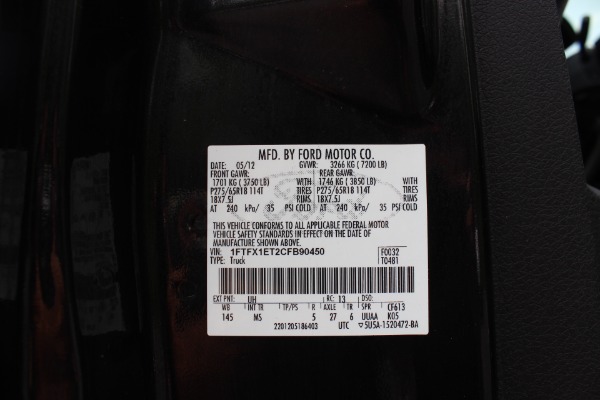 MFD. BY FORD MOTOR CO.
DATE: 05/12 GVWR: 3266 KG ( 7200 LB)
FRONT GAWR: REAR GAWR:
1701 KG ( 3750 LB) WITH 1746 KG ( 3850 LB) WITH
P275/65R18 114T TIRES P275/65R18 114T TIRES
18X7.5J RIMS 18X7.5J RIMS
AT 240 kPa/ 35 PSI COLD AT 240 kPa/ 35 PSI COLD
THIS VEHICLE CONFORMS TO ALL APPLICABLE FEDERAL MOTOR
VEHICLE SAFETY STANDARDS IN EFFECT ON THE DATE OF
MANUFACTURE SHOWN ABOVE.
VIN: 1FTFX1ET2CFB90450 F0032
TYPE: Truck T0481
EXT PNT: UH RC: 13 DSO:
WB INT TR TP/PS R AXLE TR SPR CF613
145 MS 5 27 6 UUAA K05
2201205186403 UTC ▽5USA-1520472-BA